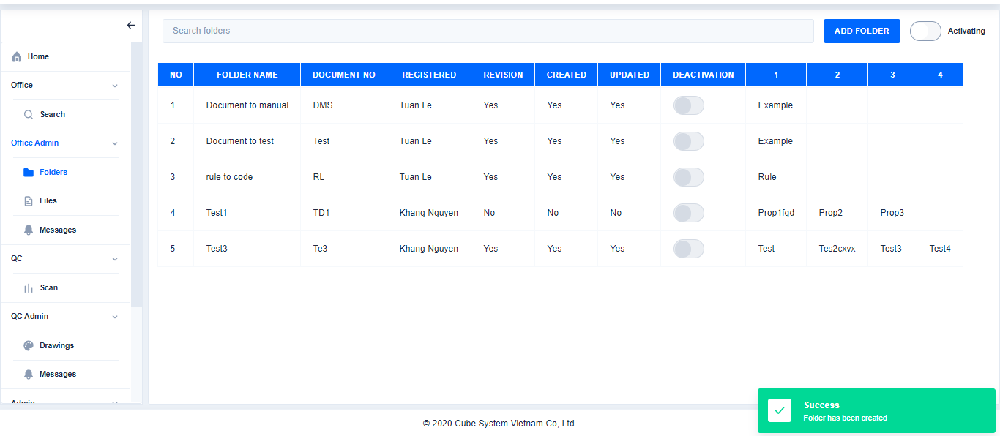 Search folders
ADD FOLDER
Activating
Home
Office
Search
Office Admin
Folders
Files
Messages
QC
Scan
QC Admin
Drawings
Messages
Admin
NO FOLDER NAME DOCUMENT NO REGISTERED REVISION CREATED UPDATED DEACTIVATION 1 2 3 4
1 Document to manual DMS Tuan Le Yes Yes Yes Example
2 Document to test Test Tuan Le Yes Yes Yes Example
3 rule to code RL Tuan Le Yes Yes Yes Rule
4 Test1 TD1 Khang Nguyen No No No Prop1fgd Prop2 Prop3
5 Test3 Te3 Khang Nguyen Yes Yes Yes Test Tes2cxvx Test3 Test4
Success
Folder has been created
© 2020 Cube System Vietnam Co,.Ltd.